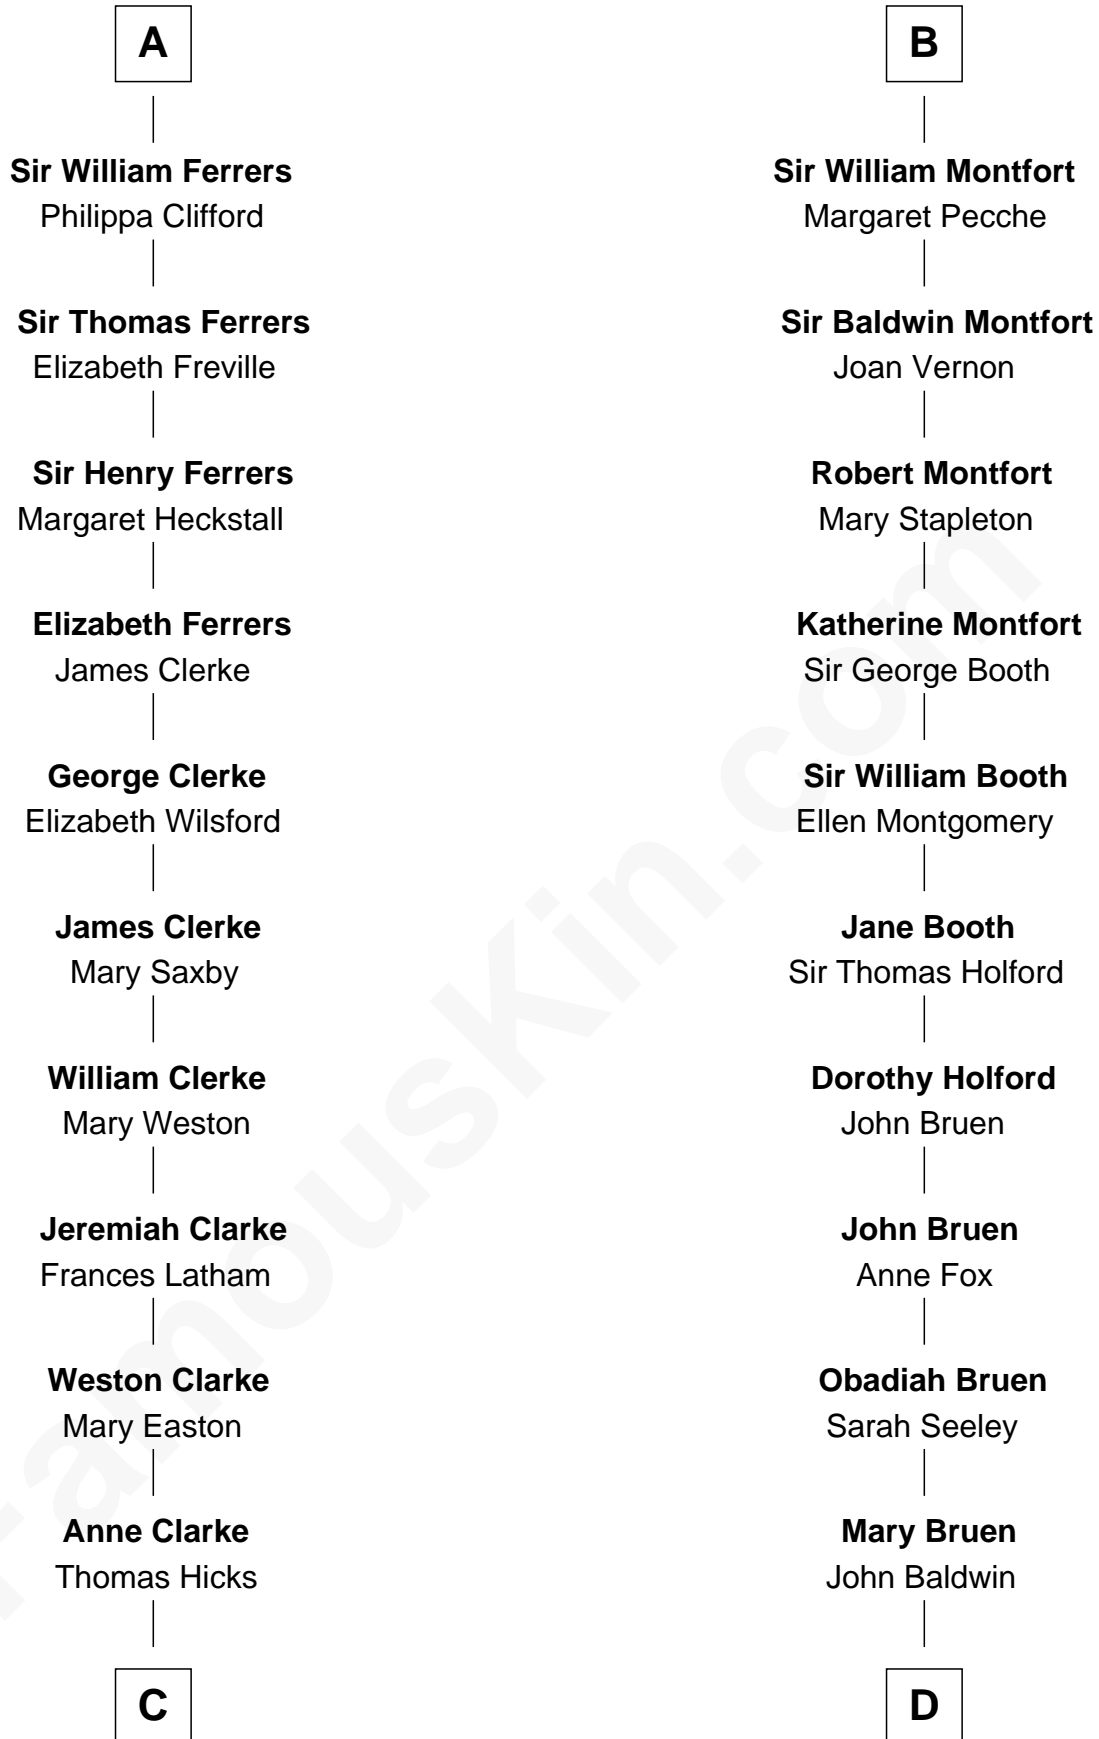 A
Sir William Ferrers
Philippa Clifford
Sir Thomas Ferrers
Elizabeth Freville
Sir Henry Ferrers
Margaret Heckstall
Elizabeth Ferrers
James Clerke
George Clerke
Elizabeth Wilsford
James Clerke
Mary Saxby
William Clerke
Mary Weston
Jeremiah Clarke
Frances Latham
Weston Clarke
Mary Easton
Anne Clarke
Thomas Hicks
C
B
Sir William Montfort
Margaret Pecche
Sir Baldwin Montfort
Joan Vernon
Robert Montfort
Mary Stapleton
Katherine Montfort
Sir George Booth
Sir William Booth
Ellen Montgomery
Jane Booth
Sir Thomas Holford
Dorothy Holford
John Bruen
John Bruen
Anne Fox
Obadiah Bruen
Sarah Seeley
Mary Bruen
John Baldwin
D
FamousKin.com